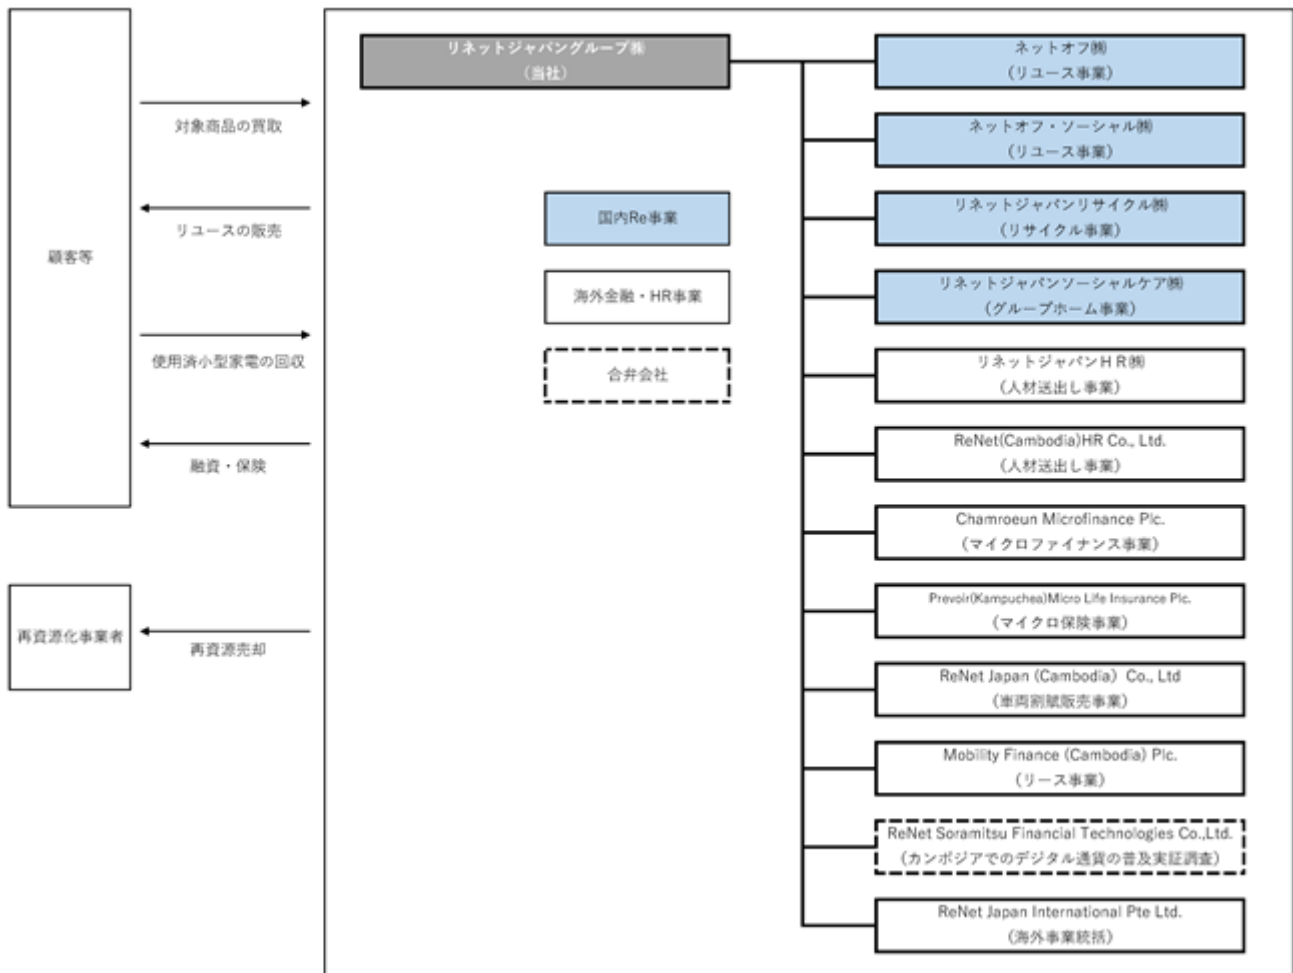 顧客等
対象商品の買取
リユースの販売
使用済小型家電の回収
融資・保険
再資源化事業者
再資源売却
リネットジャパングループ㈱
（当社）
国内Re事業
海外金融・HR事業
合弁会社
ネットオフ㈱
（リユース事業）
ネットオフ・ソーシャル㈱
（リユース事業）
リネットジャパンリサイクル㈱
（リサイクル事業）
リネットジャパンソーシャルケア㈱
（グループホーム事業）
リネットジャパンＨＲ㈱
（人材送出し事業）
ReNet(Cambodia)HR Co., Ltd.
（人材送出し事業）
Chamroeun Microfinance Plc.
（マイクロファイナンス事業）
Prevoir(Kampuchea)Micro Life Insurance Plc.
（マイクロ保険事業）
ReNet Japan (Cambodia）Co., Ltd
（車両割賦販売事業）
Mobility Finance (Cambodia) Plc.
（リース事業）
ReNet Soramitsu Financial Technologies Co.,Ltd.
（カンボジアでのデジタル通貨の普及実証調査）
ReNet Japan International Pte Ltd.
（海外事業統括）